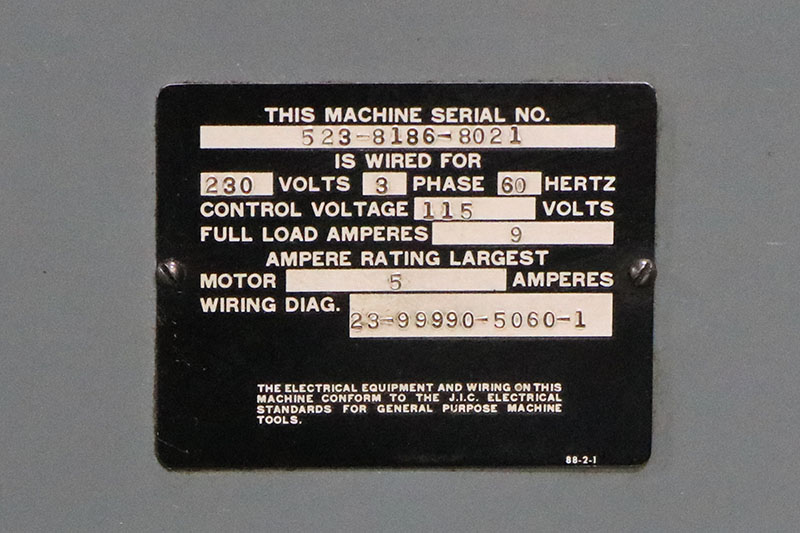 THIS MACHINE SERIAL NO.
523-8186-8021
IS WIRED FOR
230 VOLTS 3 PHASE 60 HERTZ
CONTROL VOLTAGE 115 VOLTS
FULL LOAD AMPERES 9
AMPERE RATING LARGEST
MOTOR 5 AMPERES
WIRING DIAG. 23-99990-5060-1
THE ELECTRICAL EQUIPMENT AND WIRING ON THIS
MACHINE CONFORM TO THE J.I.C. ELECTRICAL
STANDARDS FOR GENERAL PURPOSE MACHINE
TOOLS.
88-2-1